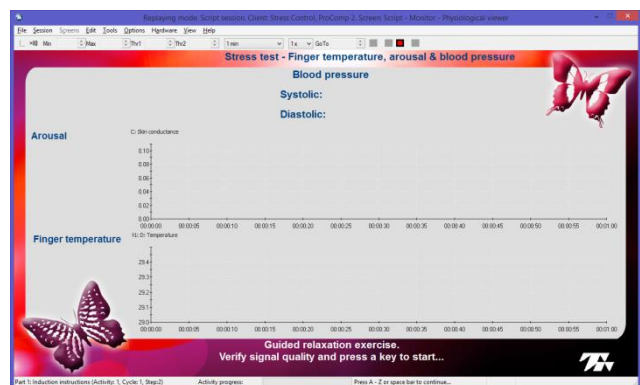 Replaying mode. Script session. Client: Stress Control, ProComp 2, Screen Script - Monitor - Physiological viewer
File Session Screens Edit Tools Options Hardware View Help
Min Max Thr1 Thr2 1 min 1x GoTo
Stress test - Finger temperature, arousal & blood pressure
Blood pressure
Systolic:
Diastolic:
Arousal
C: Skin conductance
0.10
0.08
0.06
0.04
0.02
0.00
00:00:00 00:00:05 00:00:10 00:00:15 00:00:20 00:00:25 00:00:30 00:00:35 00:00:40 00:00:45 00:00:50 00:00:55 00:01:00
Finger temperature
D: Temperature
29.4
29.3
29.2
29.1
29.0
00:00:00 00:00:05 00:00:10 00:00:15 00:00:20 00:00:25 00:00:30 00:00:35 00:00:40 00:00:45 00:00:50 00:00:55 00:01:00
Guided relaxation exercise.
Verify signal quality and press a key to start...
Part 1: Induction instructions (Activity: 1, Cycle: 1, Step:2) Activity progress: Press A - Z or space bar to continue...